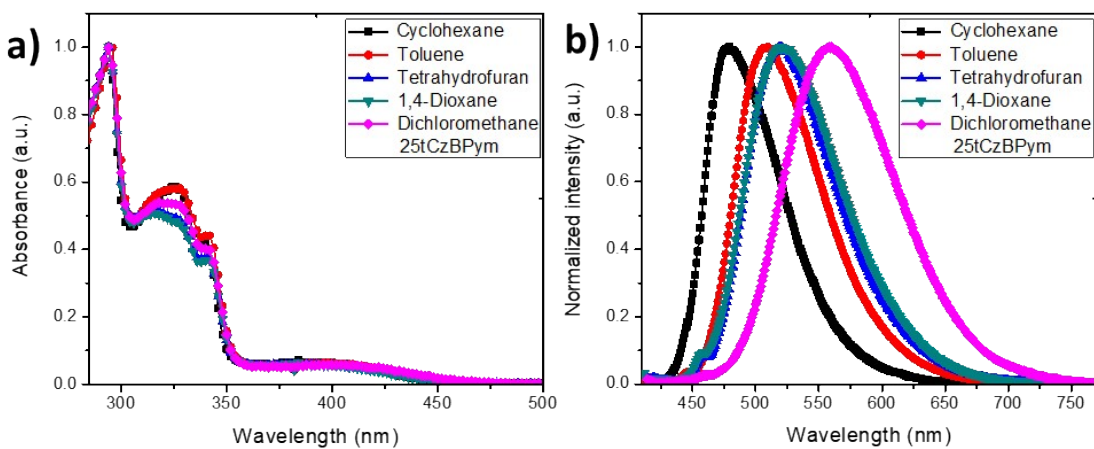 a)
Absorbance (a.u.)
1.0
0.8
0.6
0.4
0.2
0.0
Cyclohexane
Toluene
Tetrahydrofuran
1,4-Dioxane
Dichloromethane
25tCzBPym
300
350
400
450
500
Wavelength (nm)
b)
Normalized Intensity (a.u.)
1.0
0.8
0.6
0.4
0.2
0.0
Cyclohexane
Toluene
Tetrahydrofuran
1,4-Dioxane
Dichloromethane
25tCzBPym
450
500
550
600
650
700
750
Wavelength (nm)